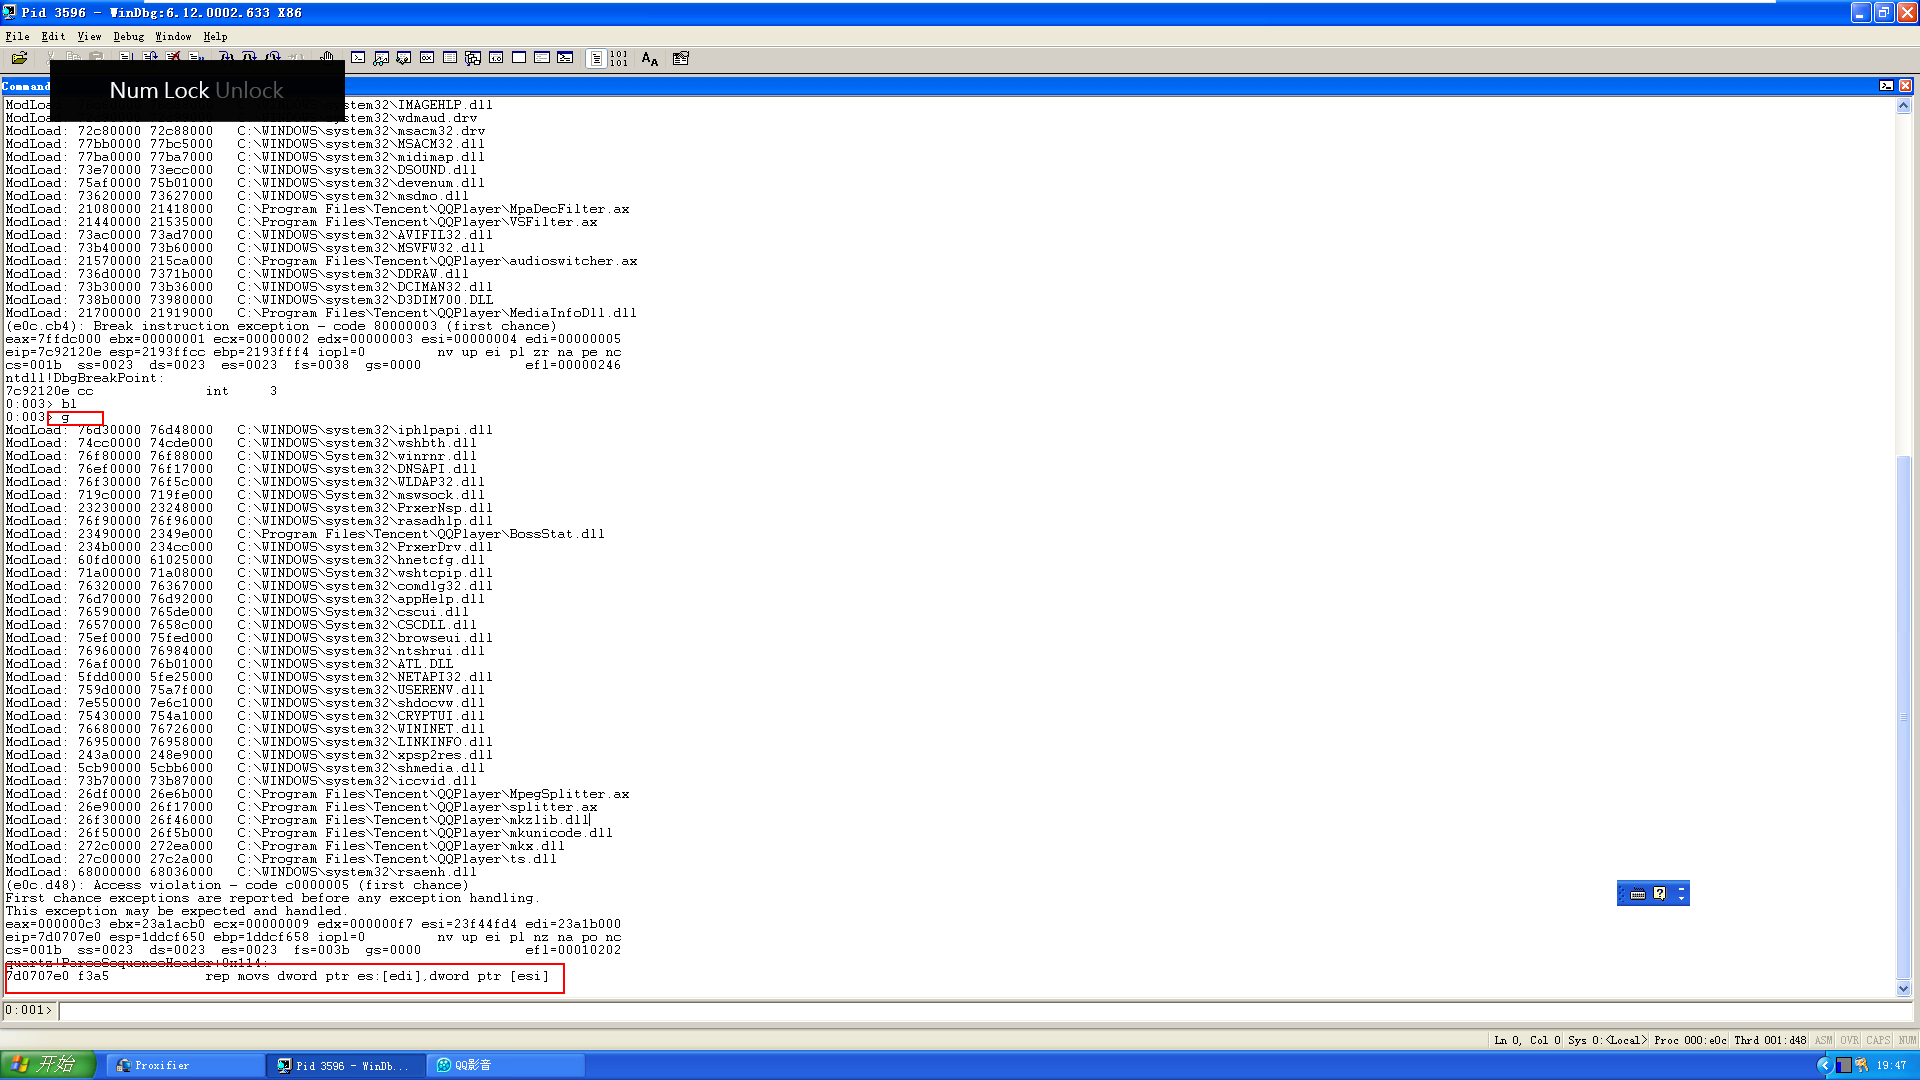 Pid 3596 - WinDbg:6.12.0002.633 X86
File Edit View Debug Window Help
Num Lock Unlock
Comman
ModLoa stem32\IMAGEHLP.dll
ModLoa stem32\wdmaud.drv
ModLoad: 72c80000 72c88000 C:\WINDOWS\system32\msacm32.drv
ModLoad: 77bb0000 77bc5000 C:\WINDOWS\system32\MSACM32.dll
ModLoad: 77ba0000 77ba7000 C:\WINDOWS\system32\midimap.dll
ModLoad: 73e70000 73ecc000 C:\WINDOWS\system32\DSOUND.dll
ModLoad: 75af0000 75b01000 C:\WINDOWS\system32\devenum.dll
ModLoad: 73620000 73627000 C:\WINDOWS\system32\msdmo.dll
ModLoad: 21080000 21418000 C:\Program Files\Tencent\QQPlayer\MpaDecFilter.ax
ModLoad: 21440000 21535000 C:\Program Files\Tencent\QQPlayer\VSFilter.ax
ModLoad: 73ac0000 73ad7000 C:\WINDOWS\system32\AVIFIL32.dll
ModLoad: 73b40000 73b60000 C:\WINDOWS\system32\MSVFW32.dll
ModLoad: 21570000 215ca000 C:\Program Files\Tencent\QQPlayer\audioswitcher.ax
ModLoad: 736d0000 7371b000 C:\WINDOWS\system32\DDRAW.dll
ModLoad: 73b30000 73b36000 C:\WINDOWS\system32\DCIMAN32.dll
ModLoad: 738b0000 73980000 C:\WINDOWS\system32\D3DIM700.DLL
ModLoad: 21700000 21919000 C:\Program Files\Tencent\QQPlayer\MediaInfoDll.dll
(e0c.cb4): Break instruction exception - code 80000003 (first chance)
eax=7ffdc000 ebx=00000001 ecx=00000002 edx=00000003 esi=00000004 edi=00000005
eip=7c92120e esp=2193ffcc ebp=2193fff4 iopl=0 nv up ei pl zr na pe nc
cs=001b ss=0023 ds=0023 es=0023 fs=0038 gs=0000 efl=00000246
ntdll!DbgBreakPoint:
7c92120e cc int 3
0:003> bl
0:003> g
ModLoad: 76d30000 76d48000 C:\WINDOWS\system32\iphlpapi.dll
ModLoad: 74cc0000 74cde000 C:\WINDOWS\system32\wshbth.dll
ModLoad: 76f80000 76f88000 C:\WINDOWS\System32\winrnr.dll
ModLoad: 76ef0000 76f17000 C:\WINDOWS\system32\DNSAPI.dll
ModLoad: 76f30000 76f5c000 C:\WINDOWS\system32\WLDAP32.dll
ModLoad: 719c0000 719fe000 C:\WINDOWS\System32\mswsock.dll
ModLoad: 23230000 23248000 C:\WINDOWS\system32\PrxerNsp.dll
ModLoad: 76f90000 76f96000 C:\WINDOWS\system32\rasadhlp.dll
ModLoad: 23490000 2349e000 C:\Program Files\Tencent\QQPlayer\BossStat.dll
ModLoad: 234b0000 234cc000 C:\WINDOWS\system32\PrxerDrv.dll
ModLoad: 60fd0000 61025000 C:\WINDOWS\system32\hnetcfg.dll
ModLoad: 71a00000 71a08000 C:\WINDOWS\System32\wshtcpip.dll
ModLoad: 76320000 76367000 C:\WINDOWS\system32\comdlg32.dll
ModLoad: 76d70000 76d92000 C:\WINDOWS\system32\appHelp.dll
ModLoad: 76590000 765de000 C:\WINDOWS\System32\cscui.dll
ModLoad: 76570000 7658c000 C:\WINDOWS\System32\CSCDLL.dll
ModLoad: 75ef0000 75fed000 C:\WINDOWS\system32\browseui.dll
ModLoad: 76960000 76984000 C:\WINDOWS\system32\ntshrui.dll
ModLoad: 76af0000 76b01000 C:\WINDOWS\system32\ATL.DLL
ModLoad: 5fdd0000 5fe25000 C:\WINDOWS\system32\NETAPI32.dll
ModLoad: 759d0000 75a7f000 C:\WINDOWS\system32\USERENV.dll
ModLoad: 7e550000 7e6c1000 C:\WINDOWS\system32\shdocvw.dll
ModLoad: 75430000 754a1000 C:\WINDOWS\system32\CRYPTUI.dll
ModLoad: 76680000 76726000 C:\WINDOWS\system32\WININET.dll
ModLoad: 76950000 76958000 C:\WINDOWS\system32\LINKINFO.dll
ModLoad: 243a0000 248e9000 C:\WINDOWS\system32\xpsp2res.dll
ModLoad: 5cb90000 5cbb6000 C:\WINDOWS\system32\shmedia.dll
ModLoad: 73b70000 73b87000 C:\WINDOWS\system32\iccvid.dll
ModLoad: 26df0000 26e6b000 C:\Program Files\Tencent\QQPlayer\MpegSplitter.ax
ModLoad: 26e90000 26f17000 C:\Program Files\Tencent\QQPlayer\splitter.ax
ModLoad: 26f30000 26f46000 C:\Program Files\Tencent\QQPlayer\mkzlib.dll
ModLoad: 26f50000 26f5b000 C:\Program Files\Tencent\QQPlayer\mkunicode.dll
ModLoad: 272c0000 272ea000 C:\Program Files\Tencent\QQPlayer\mkx.dll
ModLoad: 27c00000 27c2a000 C:\Program Files\Tencent\QQPlayer\ts.dll
ModLoad: 68000000 68036000 C:\WINDOWS\system32\rsaenh.dll
(e0c.d48): Access violation - code c0000005 (first chance)
First chance exceptions are reported before any exception handling.
This exception may be expected and handled.
eax=000000c3 ebx=23a1acb0 ecx=00000009 edx=000000f7 esi=23f44fd4 edi=23a1b000
eip=7d0707e0 esp=1ddcf650 ebp=1ddcf658 iopl=0 nv up ei pl nz na po nc
cs=001b ss=0023 ds=0023 es=0023 fs=003b gs=0000 efl=00010202
quartz!ParseSequenceHeader+0x114:
7d0707e0 f3a5 rep movs dword ptr es:[edi],dword ptr [esi]
0:001>
Ln 0, Col 0 Sys 0:<Local> Proc 000:e0c Thrd 001:d48 ASM OVR CAPS NUM
开始 Proxifier Pid 3596 - WinDb... QQ影音 19:47